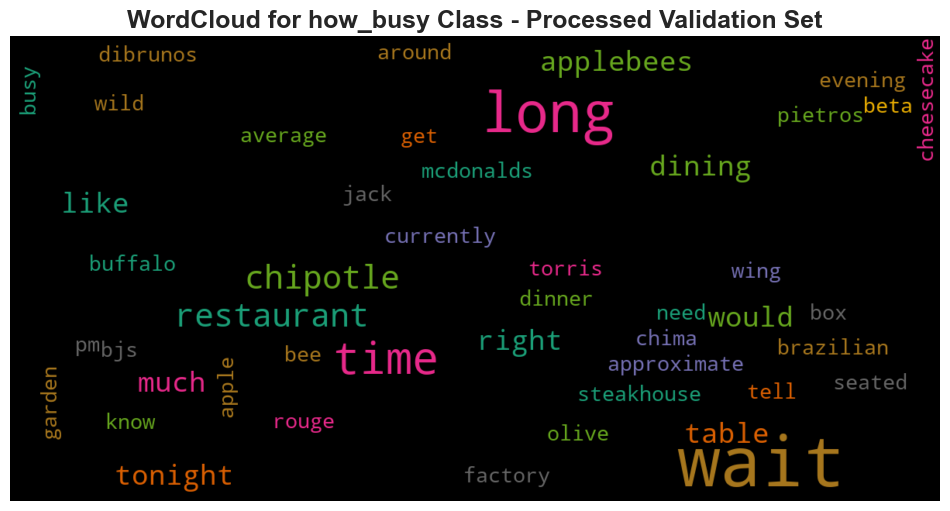 WordCloud for how_busy Class - Processed Validation Set
dibrunos
around
applebees
cheesecake
busy
wild
long
evening
beta
pietros
average
get
mcdonalds
dining
jack
like
currently
buffalo
chipotle
torris
wing
dinner
restaurant
need
would
box
right
chima
pm
bjs
bee
time
brazilian
approximate
garden
much
apple
steakhouse
tell
seated
know
rouge
olive
table
tonight
factory
wait